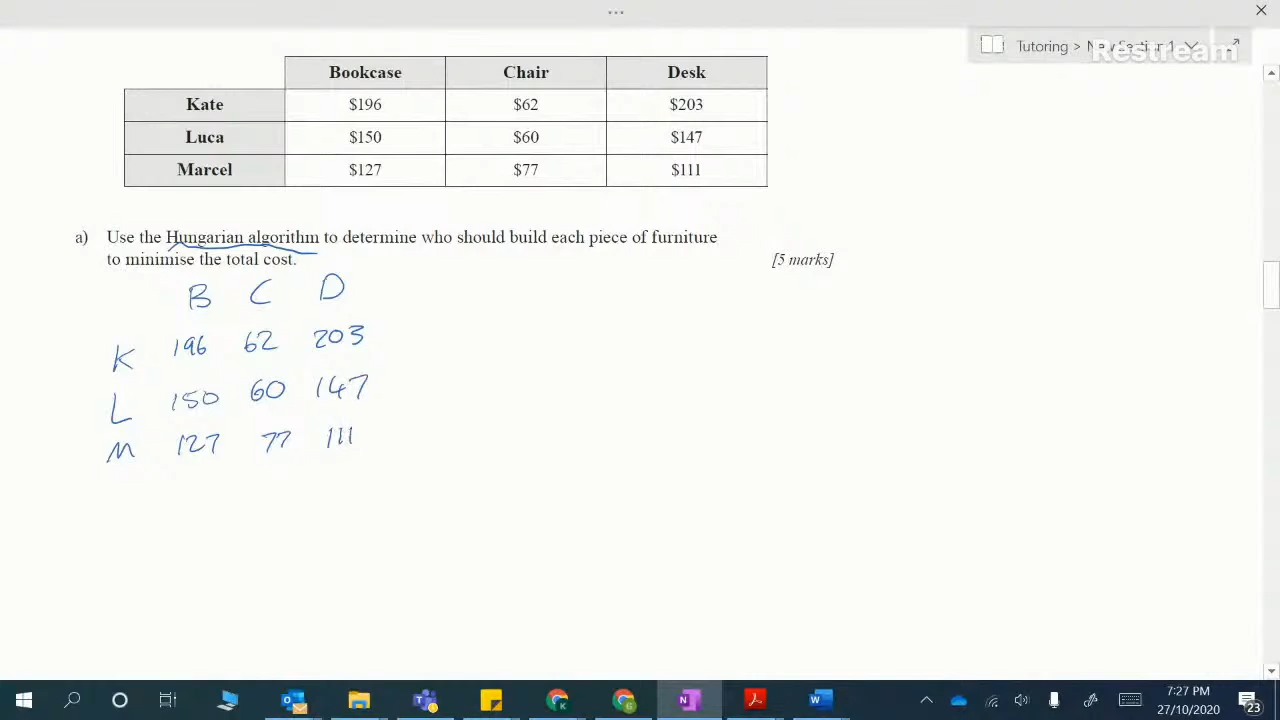 Tutoring > New Section 1
Restream
Bookcase Chair Desk
Kate $196 $62 $203
Luca $150 $60 $147
Marcel $127 $77 $111
a) Use the Hungarian algorithm to determine who should build each piece of furniture
to minimise the total cost. [5 marks]
B C D
K 196 62 203
L 150 60 147
M 127 77 111
7:27 PM
27/10/2020
23